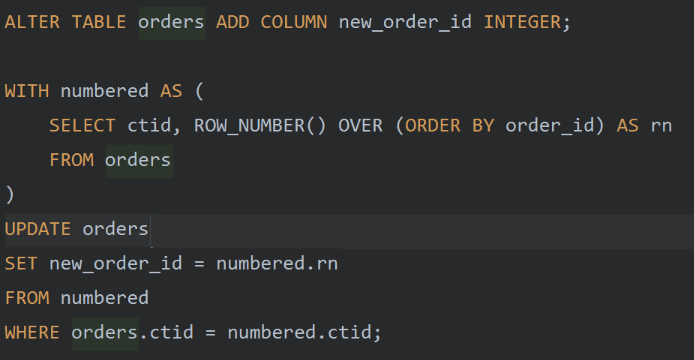 ALTER TABLE orders ADD COLUMN new_order_id INTEGER;
WITH numbered AS (
SELECT ctid, ROW_NUMBER() OVER (ORDER BY order_id) AS rn
FROM orders
)
UPDATE orders
SET new_order_id = numbered.rn
FROM numbered
WHERE orders.ctid = numbered.ctid;